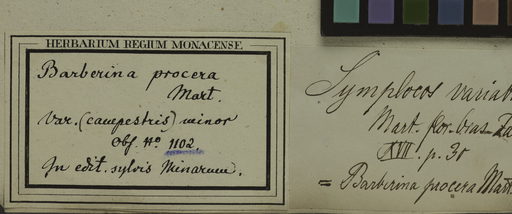 HERBARIUM REGIUM MONACENSE.
Barberina procera
Mart.
Var. (campestris) minor
Obs. No 1102.
In edit. sylvis Minarum.
Symplocos variab
Mart. flor. bras.
XVII. p. 30
= Barberina procera Mart.